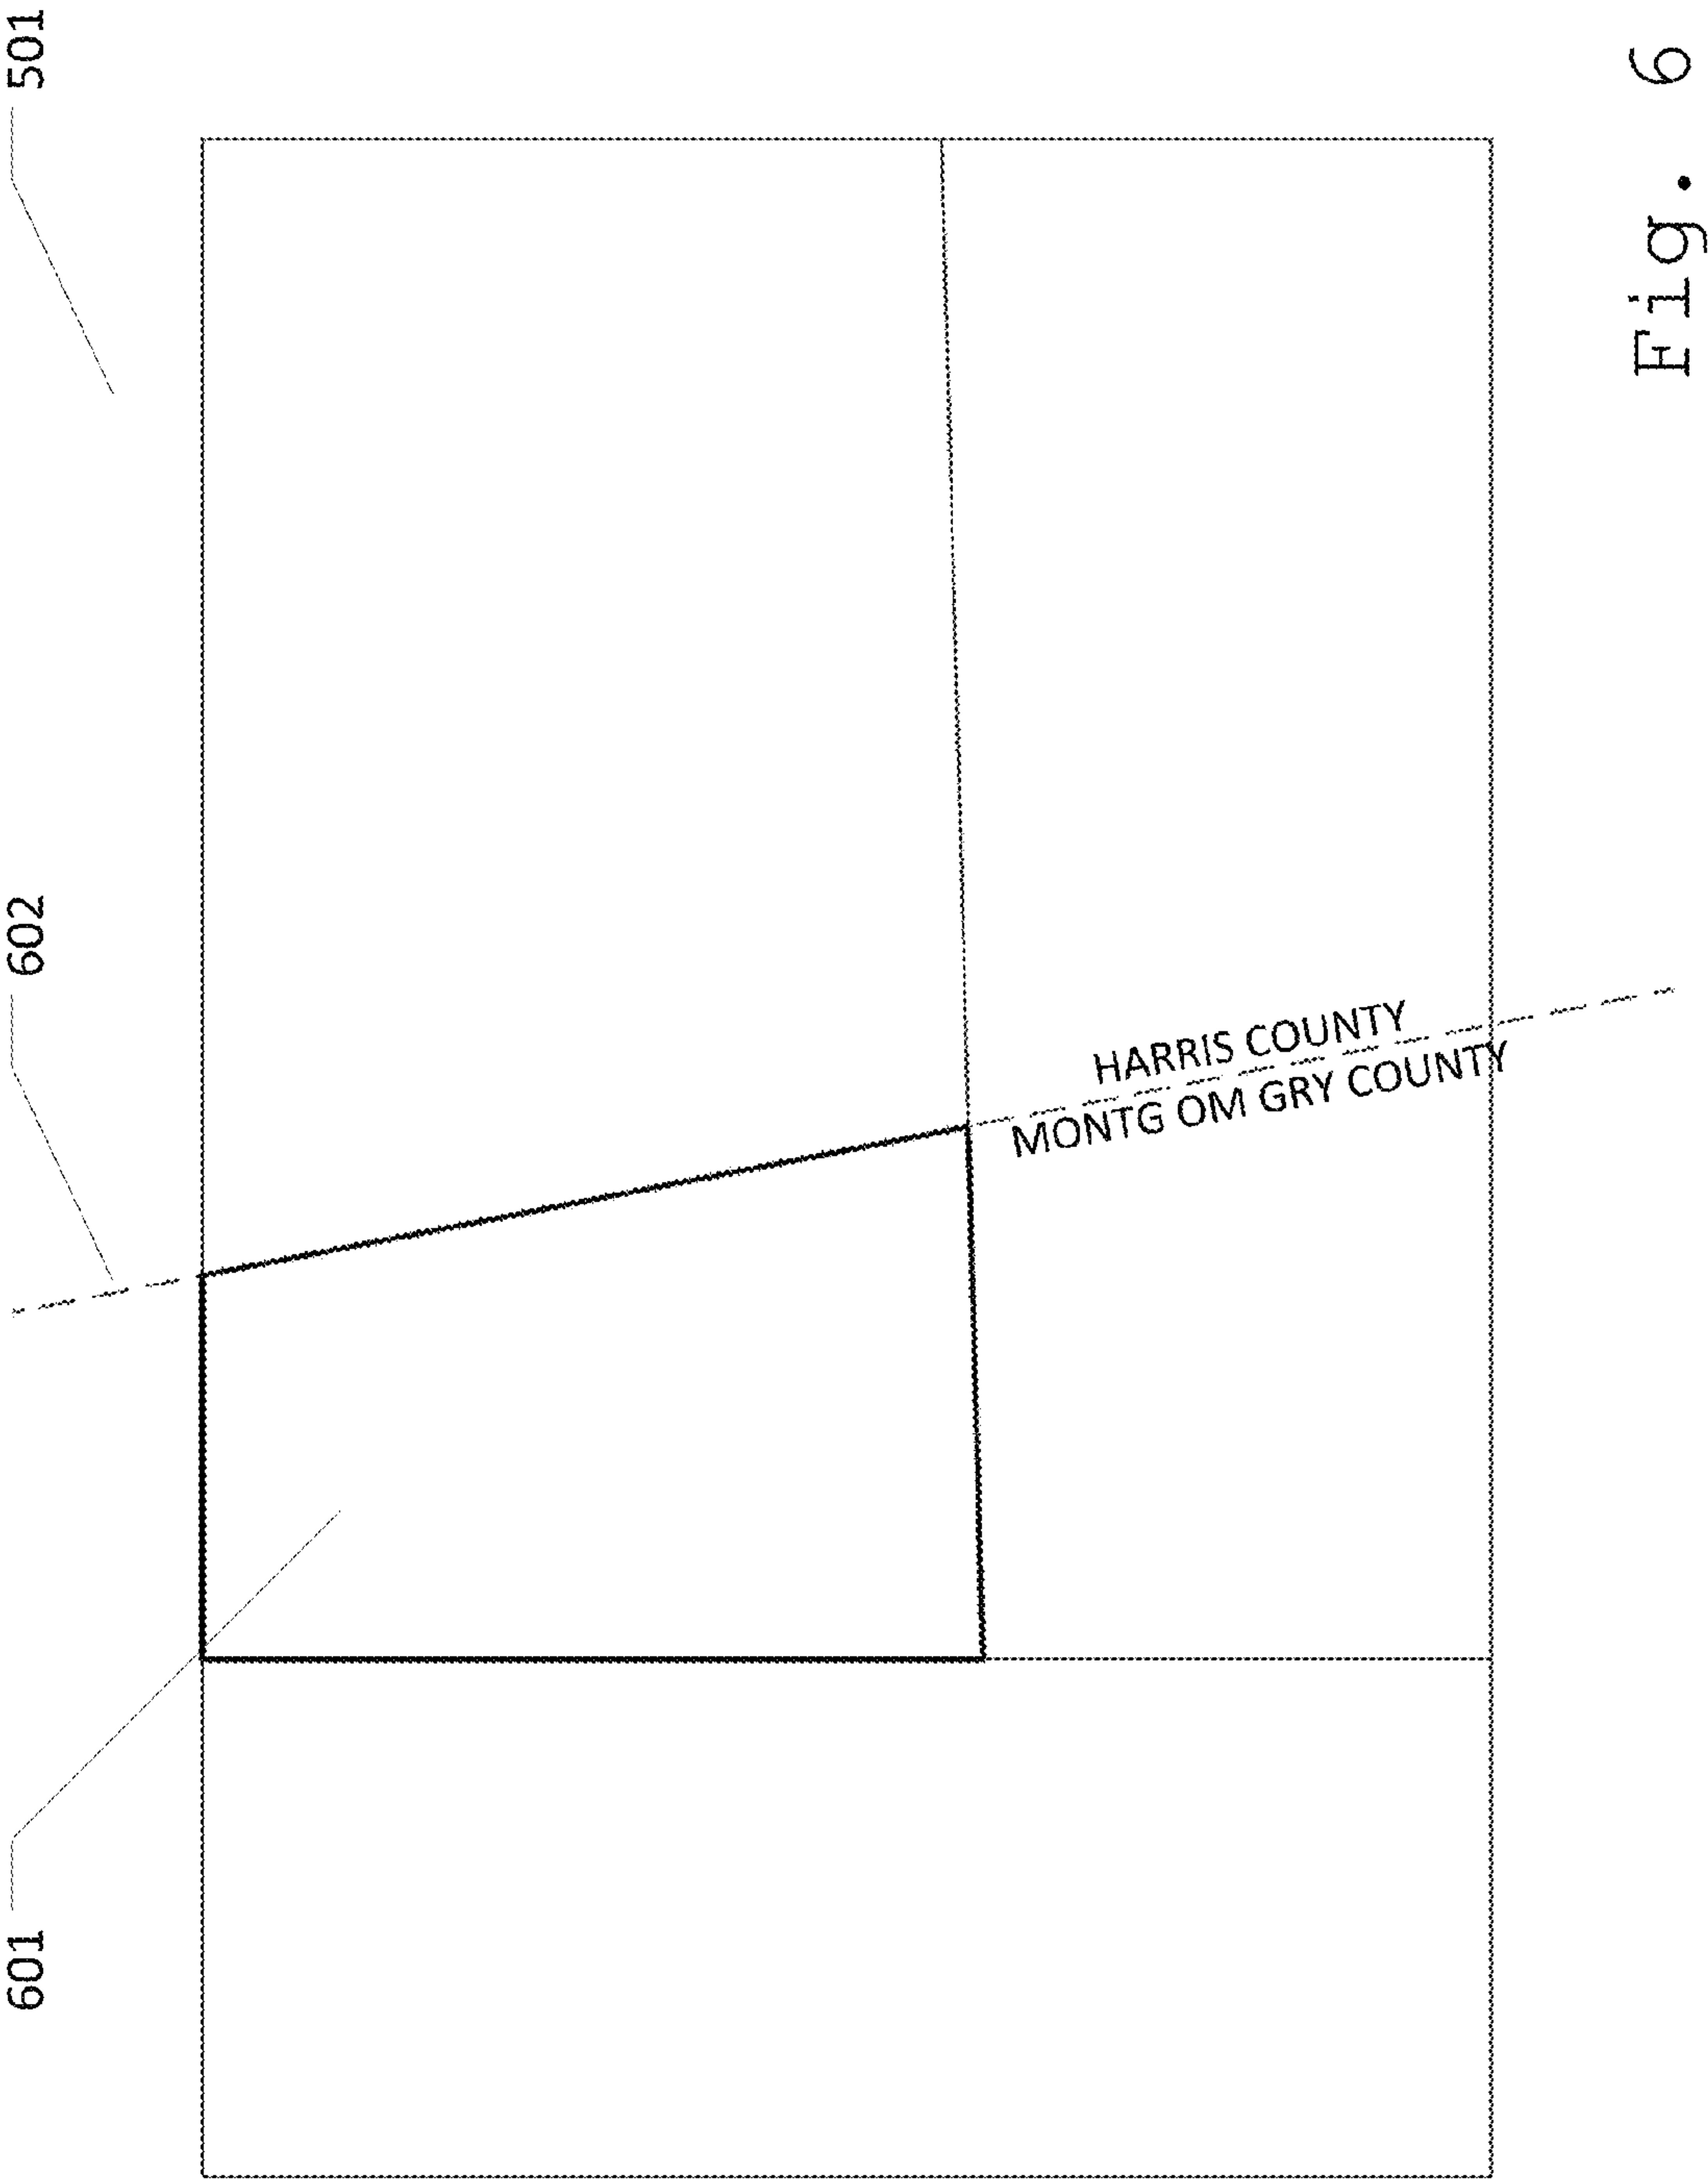 601
602
501
HARRIS COUNTY
MONTG OM GRY COUNTY
Fig. 6